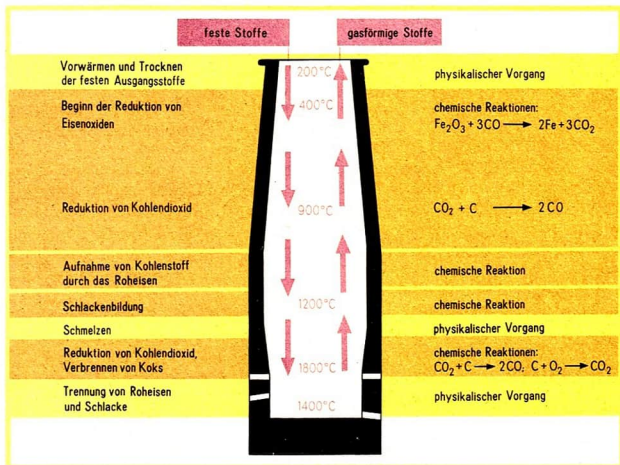 feste Stoffe
gasförmige Stoffe
Vorwärmen und Trocknen
der festen Ausgangsstoffe
200°C
physikalischer Vorgang
Beginn der Reduktion von
Eisenoxiden
400°C
chemische Reaktionen:
Fe₂O₃ + 3CO → 2Fe + 3CO₂
Reduktion von Kohlendioxid
900°C
CO₂ + C → 2 CO
Aufnahme von Kohlenstoff
durch das Roheisen
chemische Reaktion
Schlackenbildung
1200°C
chemische Reaktion
Schmelzen
physikalischer Vorgang
Reduktion von Kohlendioxid,
Verbrennen von Koks
1800°C
chemische Reaktionen:
CO₂ + C → 2CO; C + O₂ → CO₂
Trennung von Roheisen
und Schlacke
1400°C
physikalischer Vorgang